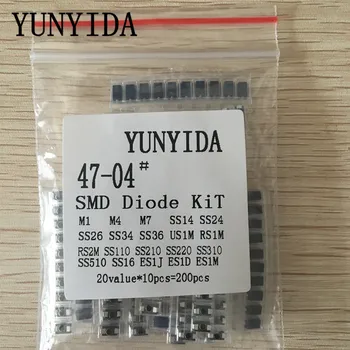 YUNYIDA
YUNYIDA
47-04#
SMD Diode KiT
M1 M4 M7 SS14 SS24
SS26 SS34 SS36 US1M RS1M
RS2M SS110 SS210 SS220 SS310
SS510 SS16 ES1J ES1D ES1M
20value*10pcs=200pcs